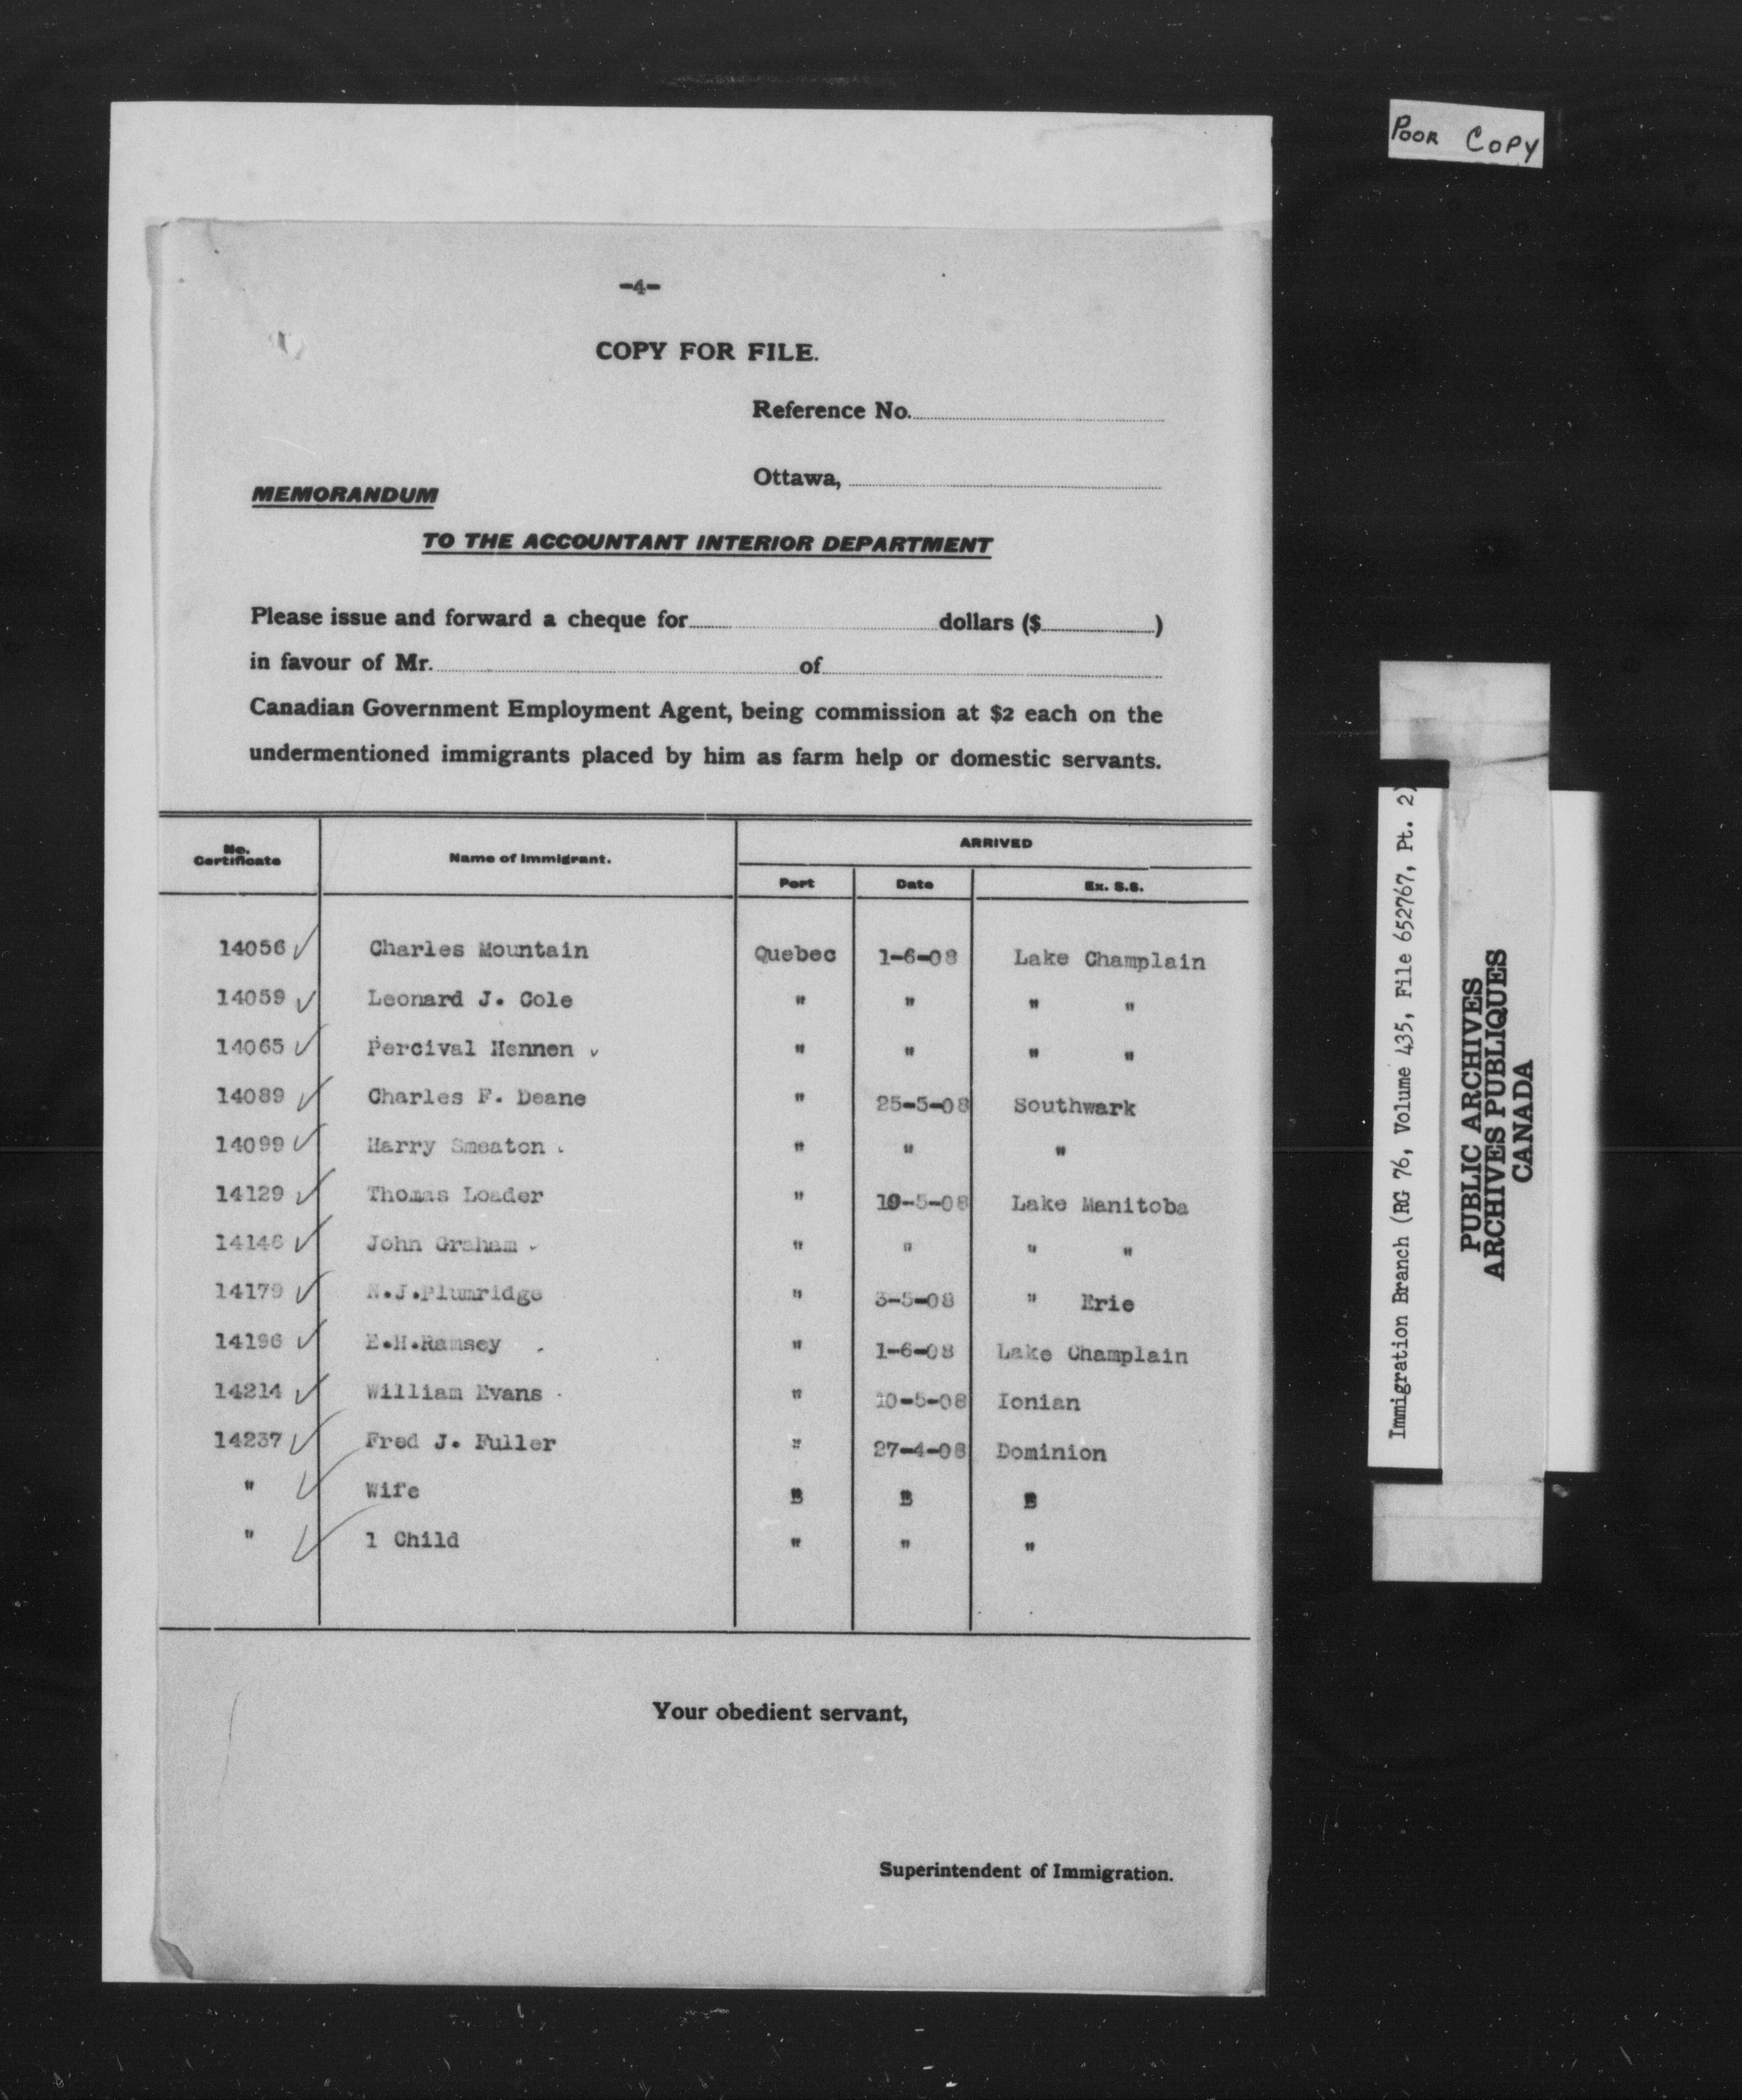 POOR COPY
-4-
COPY FOR FILE.
Reference No.
Ottawa,
MEMORANDUM
TO THE ACCOUNTANT INTERIOR DEPARTMENT
Please issue and forward a cheque for dollars ($ )
in favour of Mr. of
Canadian Government Employment Agent, being commission at $2 each on the
undermentioned immigrants placed by him as farm help or domestic servants.
No. Certificate Name of Immigrant. ARRIVED
Port Date Ex. S.S.
14056 ✓ Charles Mountain Quebec 1-6-08 Lake Champlain
14059 ✓ Leonard J. Cole " " " "
14065 ✓ Percival Hennen ✓ " " " "
14089 ✓ Charles F. Deane " 25-5-08 Southwark
14099 ✓ Harry Smeaton " " "
14129 ✓ Thomas Loader " 10-5-08 Lake Manitoba
14146 ✓ John Graham " " " "
14179 ✓ N.J.Plumridge " 3-5-08 " Erie
14196 ✓ E.H.Ramsey " 1-6-08 Lake Champlain
14214 ✓ William Evans " 10-5-08 Ionian
14237 ✓ Fred J. Fuller " 27-4-08 Dominion
" ✓ Wife " " "
" ✓ 1 Child " " "
Your obedient servant,
Superintendent of Immigration.
Immigration Branch (RG 76, Volume 435, File 652767, Pt. 2)
PUBLIC ARCHIVES
ARCHIVES PUBLIQUES
CANADA